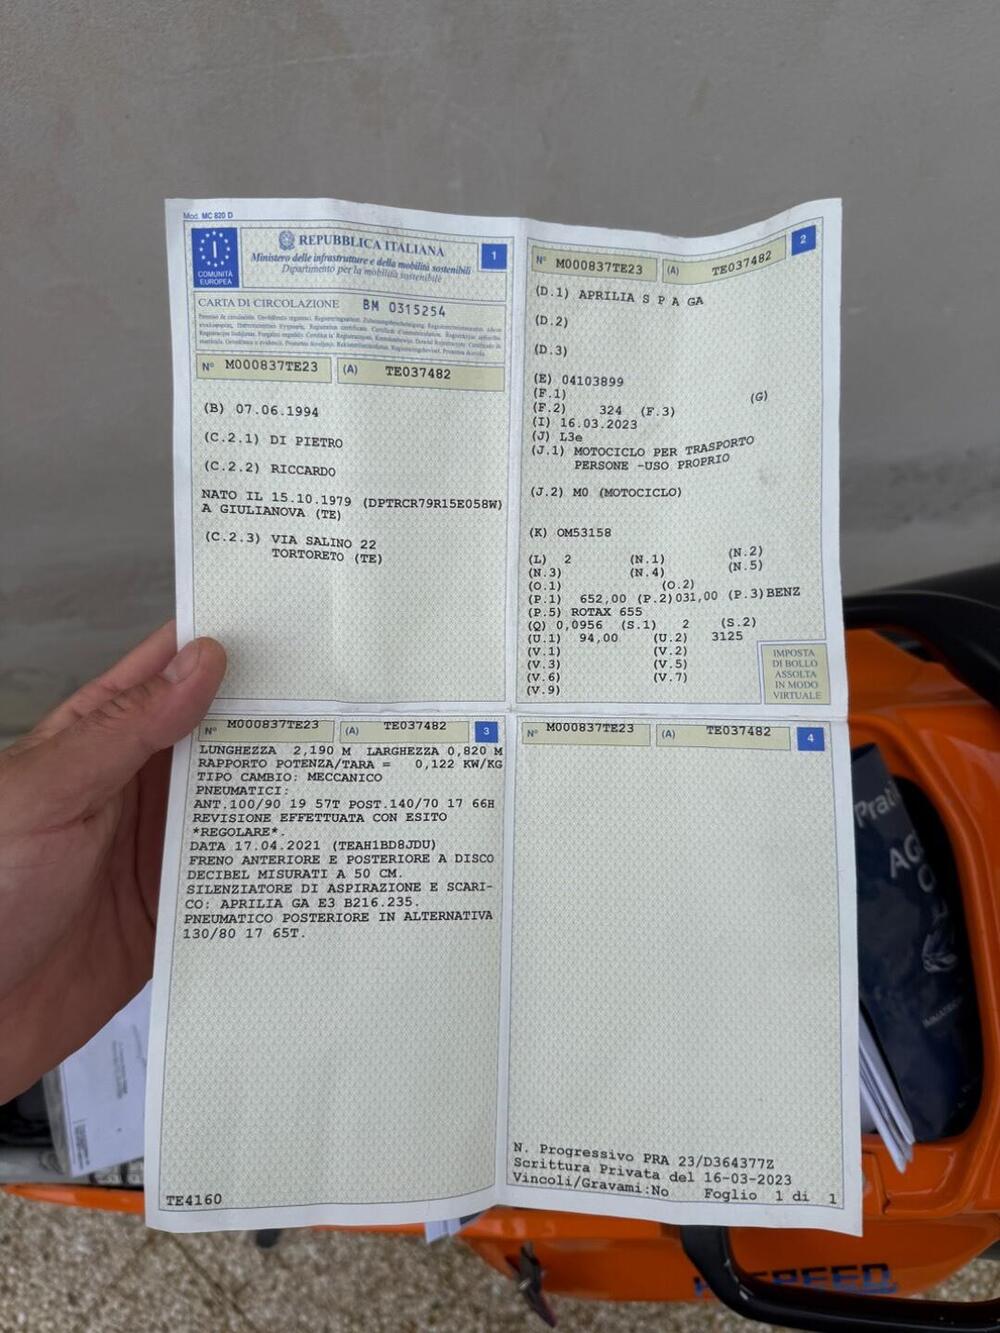 Mod. MC 820 D
COMUNITÀ EUROPEA
I
REPUBBLICA ITALIANA
Ministero delle infrastrutture e della mobilità sostenibili
Dipartimento per la mobilità sostenibile
1
CARTA DI CIRCOLAZIONE BM 0315254
N° M000837TE23 (A) TE037482
(B) 07.06.1994
(C.2.1) DI PIETRO
(C.2.2) RICCARDO
NATO IL 15.10.1979 (DPTRCR79R15E058W)
A GIULIANOVA (TE)
(C.2.3) VIA SALINO 22
TORTORETO (TE)
N° M000837TE23 (A) TE037482 2
(D.1) APRILIA S P A GA
(D.2)
(D.3)
(E) 04103899
(F.1) (G)
(F.2) 324 (F.3)
(I) 16.03.2023
(J) L3e
(J.1) MOTOCICLO PER TRASPORTO
PERSONE -USO PROPRIO
(J.2) M0 (MOTOCICLO)
(K) OM53158
(L) 2 (N.1) (N.2)
(N.3) (N.4) (N.5)
(O.1) (O.2)
(P.1) 652,00 (P.2)031,00 (P.3)BENZ
(P.5) ROTAX 655
(Q) 0,0956 (S.1) 2 (S.2)
(U.1) 94,00 (U.2) 3125
(V.1) (V.2)
(V.3) (V.5)
(V.6) (V.7)
(V.9)
IMPOSTA
DI BOLLO
ASSOLTA
IN MODO
VIRTUALE
N° M000837TE23 (A) TE037482 3
LUNGHEZZA 2,190 M LARGHEZZA 0,820 M
RAPPORTO POTENZA/TARA = 0,122 KW/KG
TIPO CAMBIO: MECCANICO
PNEUMATICI:
ANT.100/90 19 57T POST.140/70 17 66H
REVISIONE EFFETTUATA CON ESITO
*REGOLARE*.
DATA 17.04.2021 (TEAH1BD8JDU)
FRENO ANTERIORE E POSTERIORE A DISCO
DECIBEL MISURATI A 50 CM.
SILENZIATORE DI ASPIRAZIONE E SCARI-
CO: APRILIA GA E3 B216.235.
PNEUMATICO POSTERIORE IN ALTERNATIVA
130/80 17 65T.
TE4160
N° M000837TE23 (A) TE037482 4
N. Progressivo PRA 23/D364377Z
Scrittura Privata del 16-03-2023
Vincoli/Gravami:No Foglio 1 di 1
Prati
AG